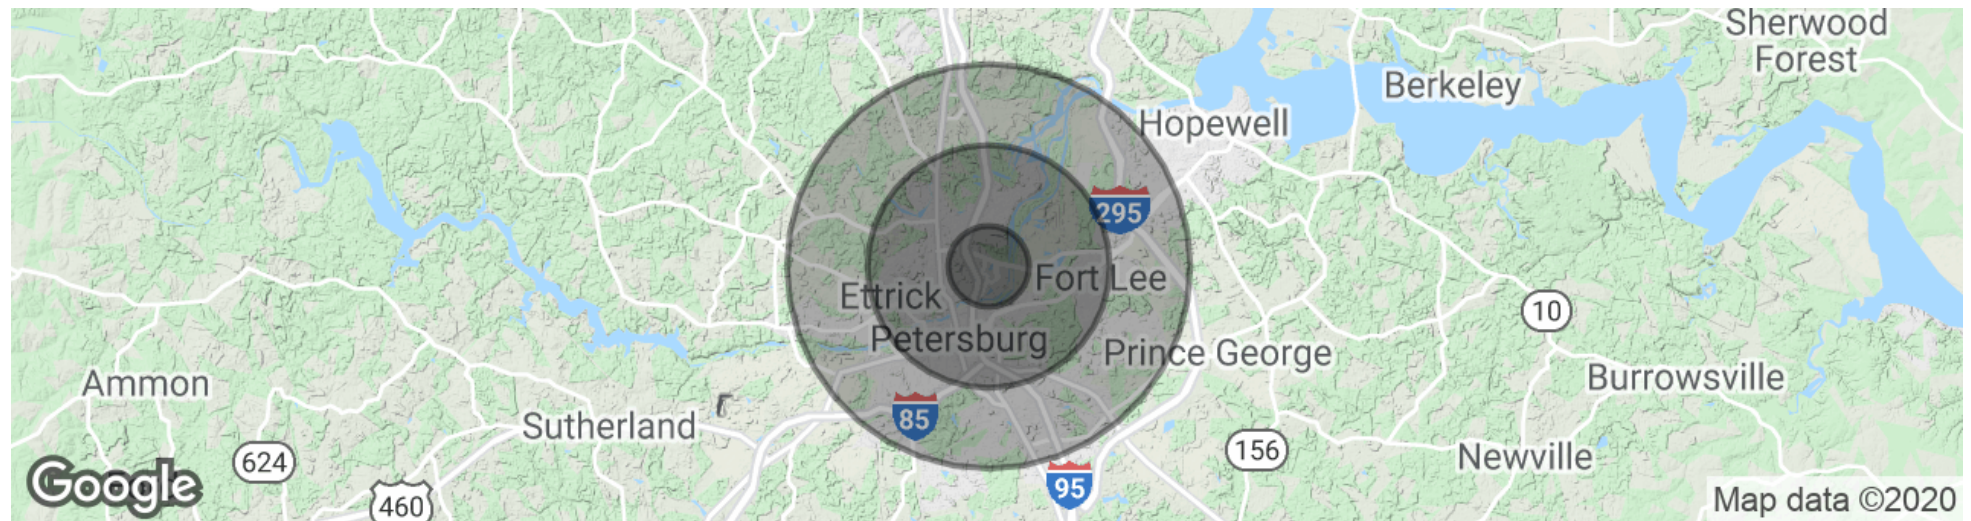 Sherwood
Forest
Berkeley
Hopewell
295
Fort Lee
Ettrick
10
Petersburg
Prince George
Ammon
Burrowsville
85
Sutherland
624
156
Newville
Google
460
95
Map data ©2020